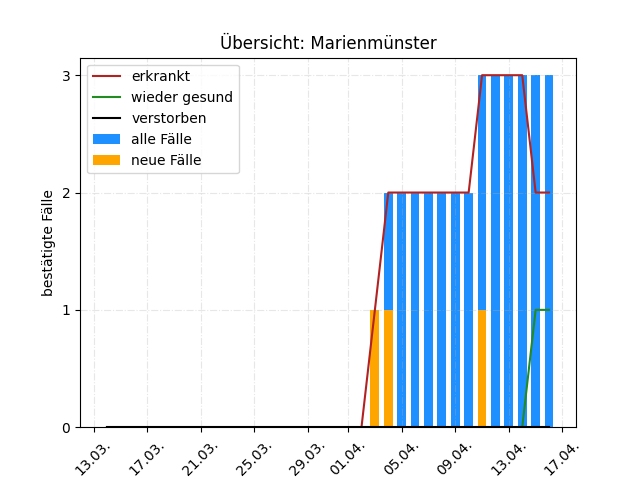 Übersicht: Marienmünster
erkrankt
wieder gesund
verstorben
alle Fälle
neue Fälle
bestätigte Fälle
3
2
1
0
13.03.
17.03.
21.03.
25.03.
29.03.
01.04.
05.04.
09.04.
13.04.
17.04.